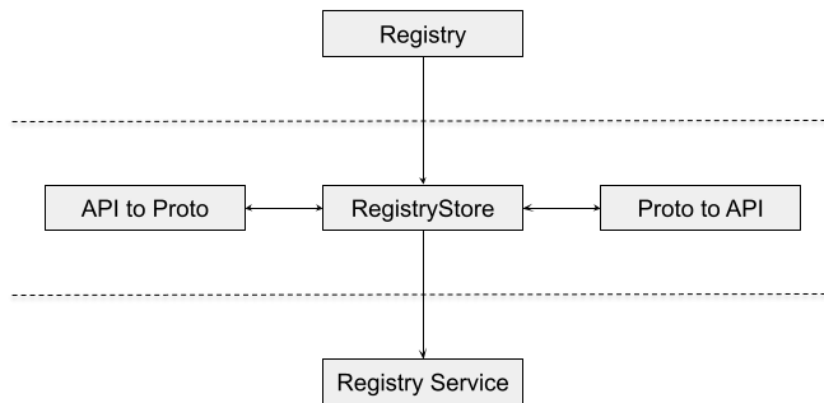 Registry
API to Proto
RegistryStore
Proto to API
Registry Service